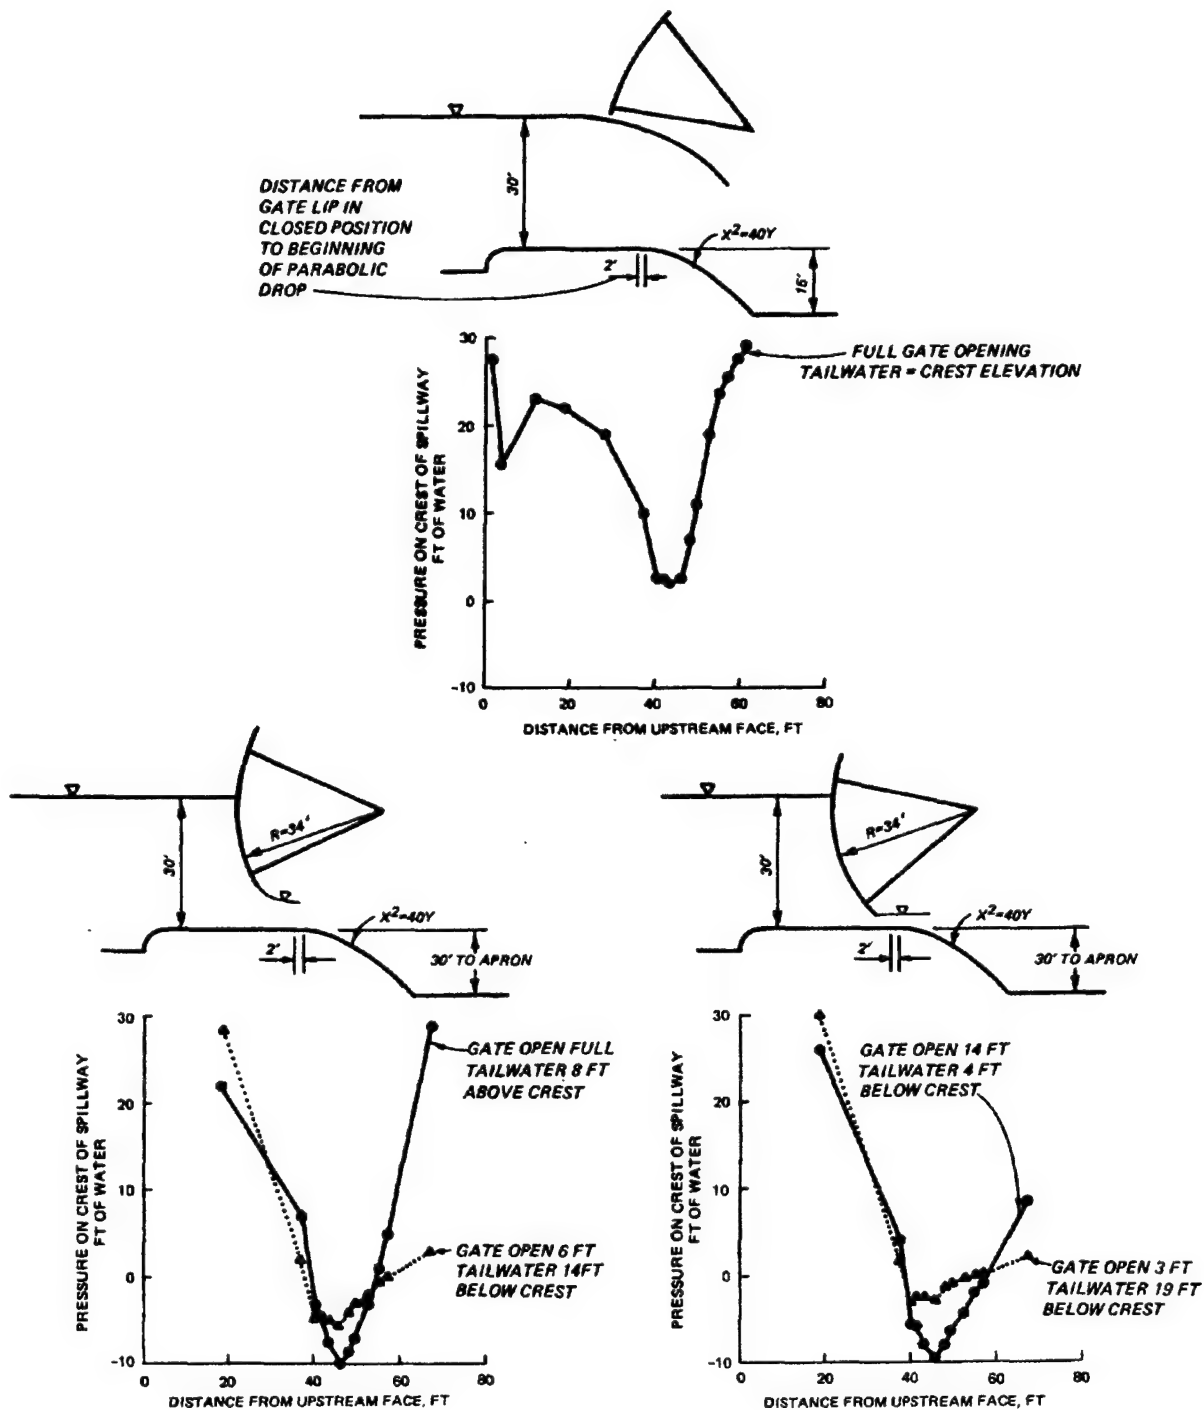 DISTANCE FROM
GATE LIP IN
CLOSED POSITION
TO BEGINNING
OF PARABOLIC
DROP
30'
2'
X²=40Y
15'
30
20
10
0
-10
0
20
40
60
80
PRESSURE ON CREST OF SPILLWAY
FT OF WATER
DISTANCE FROM UPSTREAM FACE, FT
FULL GATE OPENING
TAILWATER = CREST ELEVATION
R=34'
30'
X²=40Y
2'
30' TO APRON
30
20
10
0
-10
0
20
40
60
80
PRESSURE ON CREST OF SPILLWAY
FT OF WATER
DISTANCE FROM UPSTREAM FACE, FT
GATE OPEN FULL
TAILWATER 8 FT
ABOVE CREST
GATE OPEN 6 FT
TAILWATER 14FT
BELOW CREST
R=34'
30'
X²=40Y
2'
30' TO APRON
30
20
10
0
-10
0
20
40
60
80
PRESSURE ON CREST OF SPILLWAY
FT OF WATER
DISTANCE FROM UPSTREAM FACE, FT
GATE OPEN 14 FT
TAILWATER 4 FT
BELOW CREST
GATE OPEN 3 FT
TAILWATER 19 FT
BELOW CREST